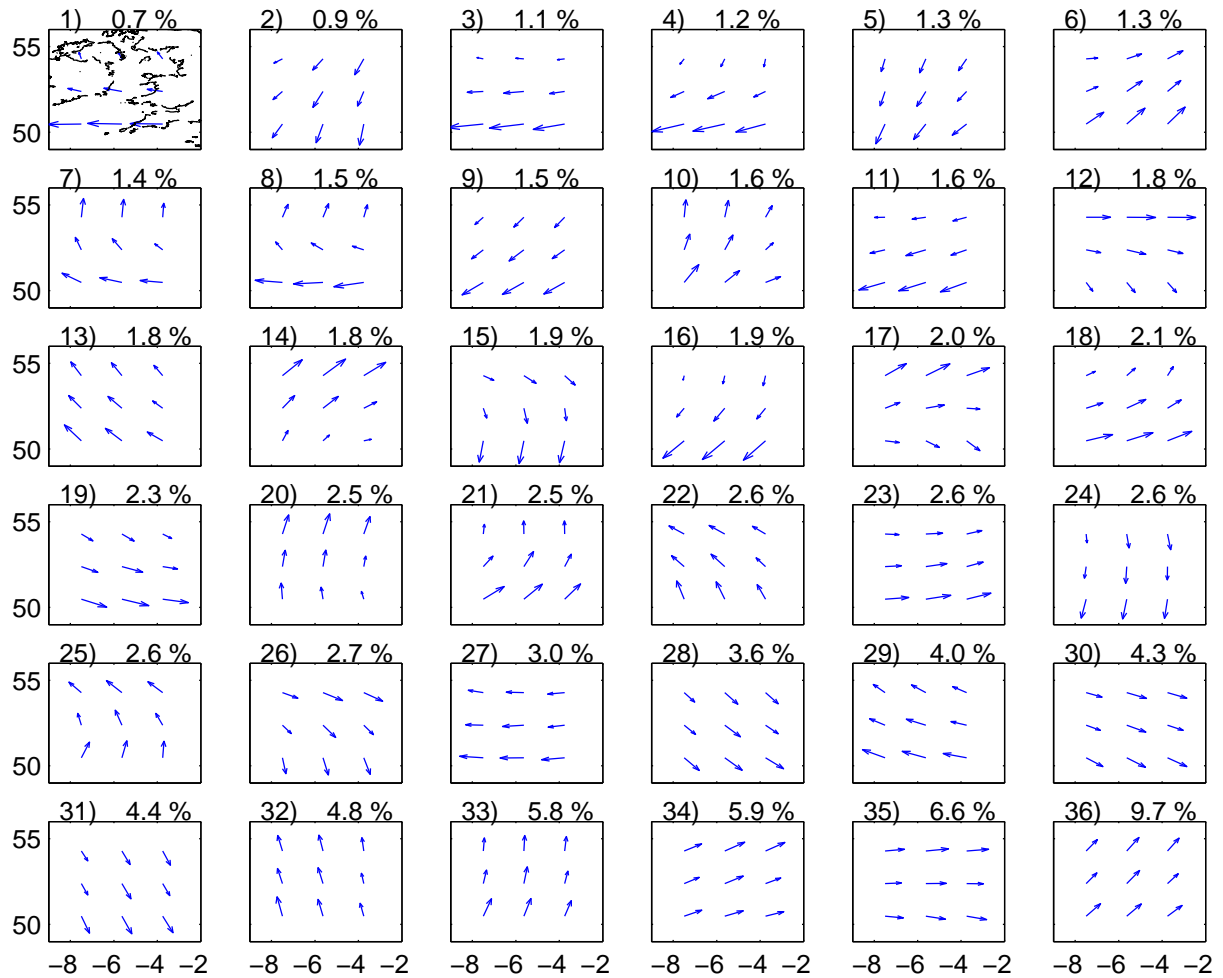 1) 0.7 % 2) 0.9 % 3) 1.1 % 4) 1.2 % 5) 1.3 % 6) 1.3 %
55
50
7) 1.4 % 8) 1.5 % 9) 1.5 % 10) 1.6 % 11) 1.6 % 12) 1.8 %
55
50
13) 1.8 % 14) 1.8 % 15) 1.9 % 16) 1.9 % 17) 2.0 % 18) 2.1 %
55
50
19) 2.3 % 20) 2.5 % 21) 2.5 % 22) 2.6 % 23) 2.6 % 24) 2.6 %
55
50
25) 2.6 % 26) 2.7 % 27) 3.0 % 28) 3.6 % 29) 4.0 % 30) 4.3 %
55
50
31) 4.4 % 32) 4.8 % 33) 5.8 % 34) 5.9 % 35) 6.6 % 36) 9.7 %
55
50
−8 −6 −4 −2 −8 −6 −4 −2 −8 −6 −4 −2 −8 −6 −4 −2 −8 −6 −4 −2 −8 −6 −4 −2